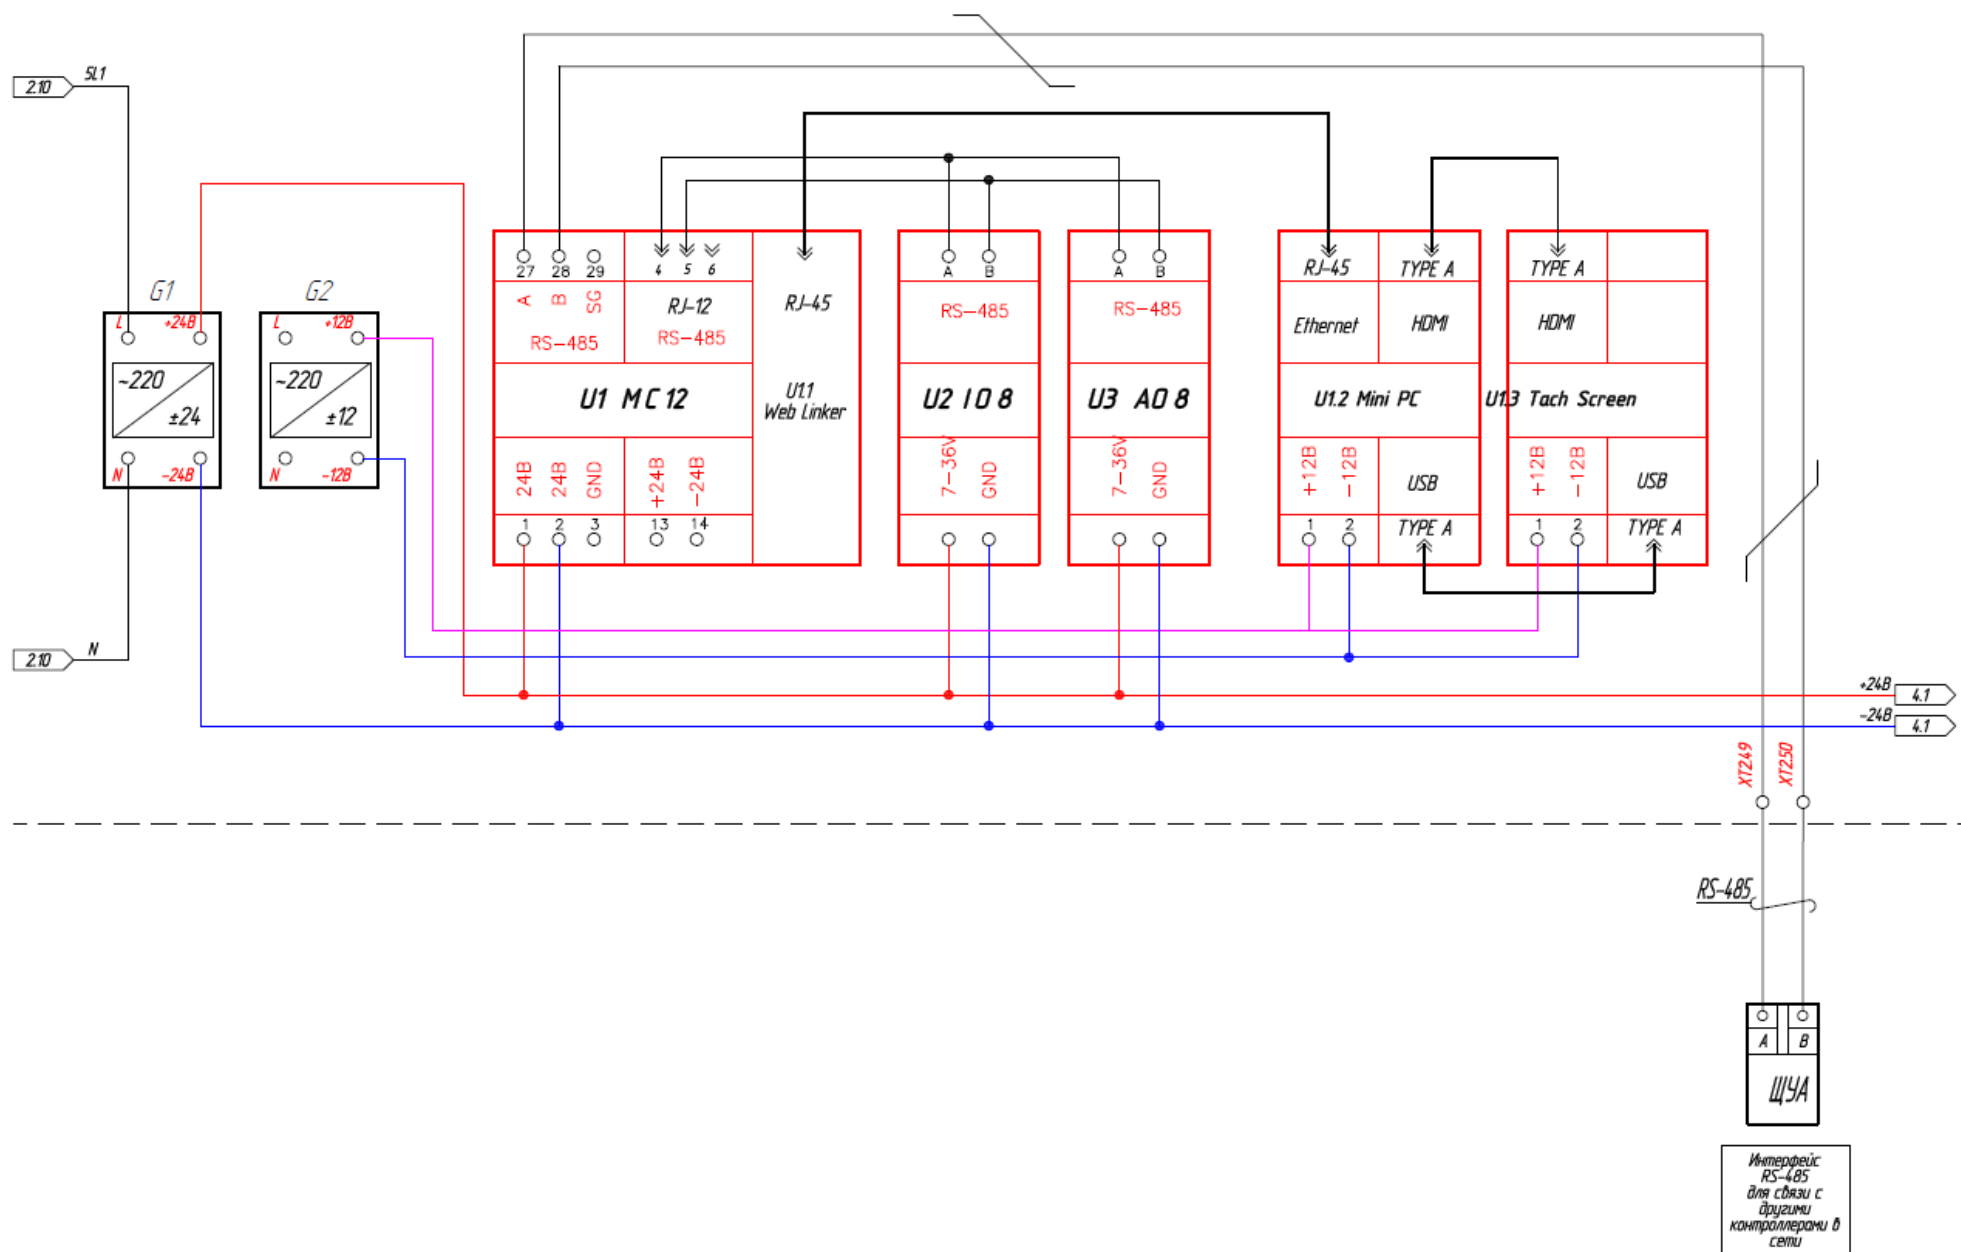 5L1
2.10
G1
G2
L
+24В
L
+12В
~220
±24
~220
±12
N
-24В
N
-12В
N
2.10
27
28
29
4
5
6
A
B
SG
RS-485
RJ-12
RS-485
RJ-45
U1 MC12
U1.1
Web Linker
24В
24В
GND
+24В
-24В
1
2
3
13
14
A
B
RS-485
U2 IO 8
7-36V
GND
A
B
RS-485
U3 AO 8
7-36V
GND
RJ-45
TYPE A
Ethernet
HDMI
U1.2 Mini PC
+12В
-12В
USB
1
2
TYPE A
TYPE A
HDMI
U1.3 Tach Screen
+12В
-12В
USB
1
2
TYPE A
+24В
4.1
-24В
4.1
XT2.49
XT2.50
RS-485
A
B
ЩУА
Интерфейс
RS-485
для связи с
другими
контроллерами в
сети